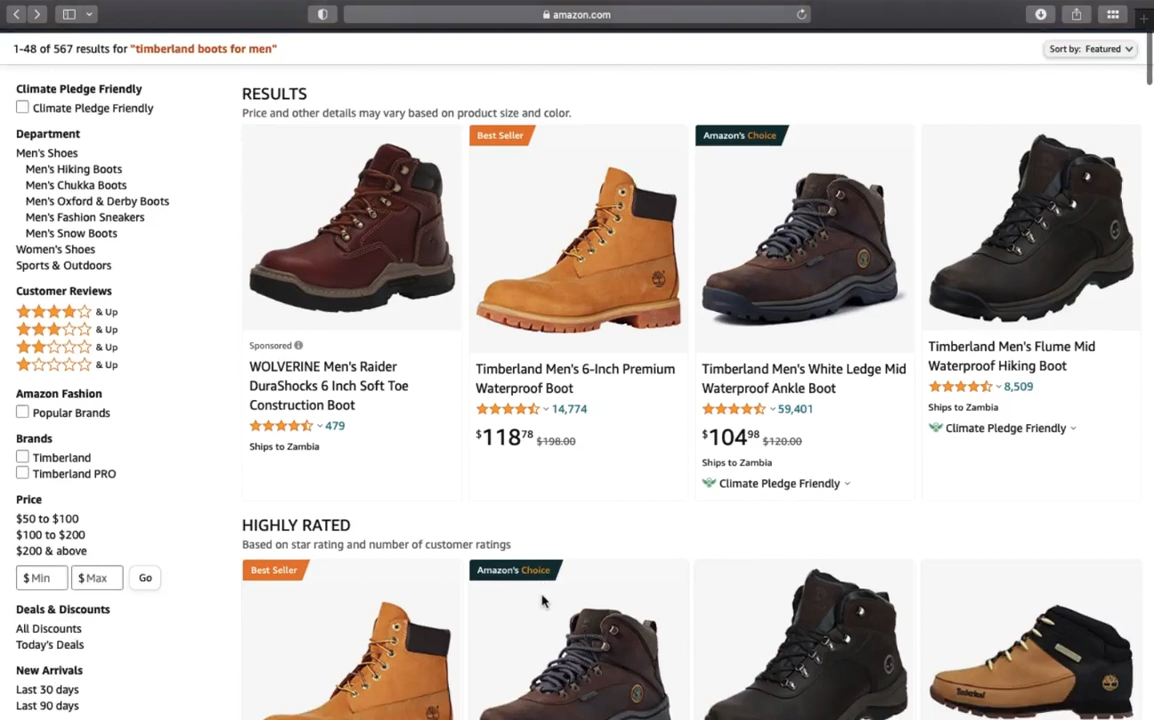 amazon.com
1-48 of 567 results for "timberland boots for men"
Sort by: Featured
Climate Pledge Friendly
Climate Pledge Friendly
Department
Men's Shoes
Men's Hiking Boots
Men's Chukka Boots
Men's Oxford & Derby Boots
Men's Fashion Sneakers
Men's Snow Boots
Women's Shoes
Sports & Outdoors
Customer Reviews
& Up
& Up
& Up
& Up
Amazon Fashion
Popular Brands
Brands
Timberland
Timberland PRO
Price
$50 to $100
$100 to $200
$200 & above
$ Min
$ Max
Go
Deals & Discounts
All Discounts
Today's Deals
New Arrivals
Last 30 days
Last 90 days
RESULTS
Price and other details may vary based on product size and color.
Sponsored
WOLVERINE Men's Raider
DuraShocks 6 Inch Soft Toe
Construction Boot
479
Ships to Zambia
Best Seller
Timberland Men's 6-Inch Premium
Waterproof Boot
14,774
$118.78 $198.00
Amazon's Choice
Timberland Men's White Ledge Mid
Waterproof Ankle Boot
59,401
$104.98 $120.00
Ships to Zambia
Climate Pledge Friendly
Timberland Men's Flume Mid
Waterproof Hiking Boot
8,509
Ships to Zambia
Climate Pledge Friendly
HIGHLY RATED
Based on star rating and number of customer ratings
Best Seller
Amazon's Choice
Timberland